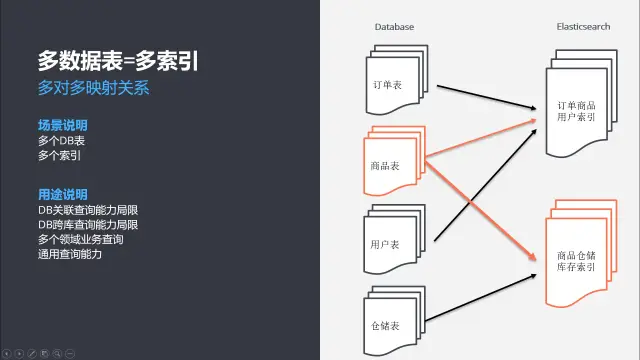 多数据表=多索引
多对多映射关系
场景说明
多个DB表
多个索引
用途说明
DB关联查询能力局限
DB跨库查询能力局限
多个领域业务查询
通用查询能力
Database
Elasticsearch
订单表
商品表
用户表
仓储表
订单商品
用户索引
商品仓储
库存索引